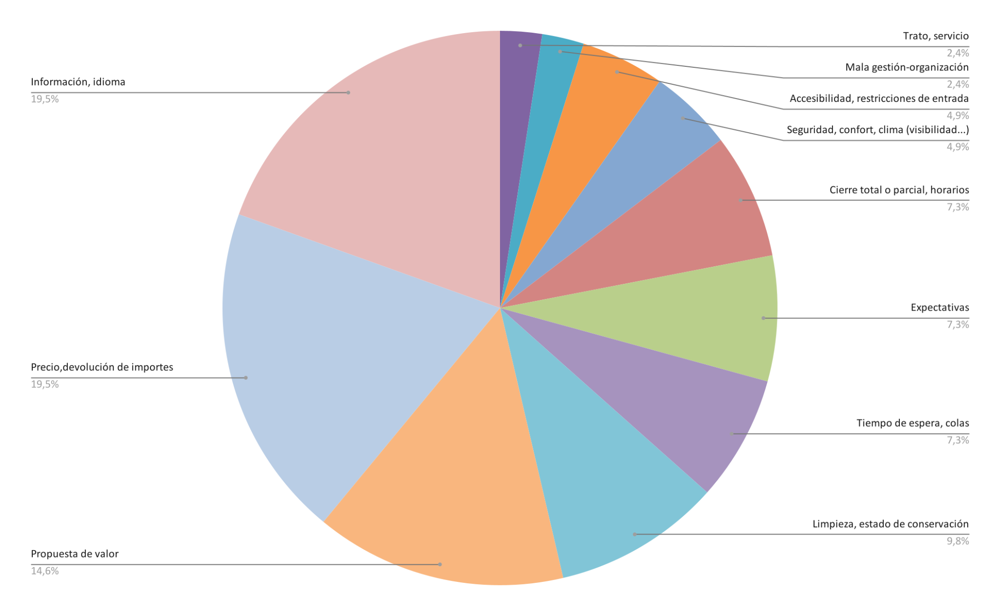 Trato, servicio
2,4%
Mala gestión-organización
2,4%
Accesibilidad, restricciones de entrada
4,9%
Seguridad, confort, clima (visibilidad...)
4,9%
Cierre total o parcial, horarios
7,3%
Expectativas
7,3%
Tiempo de espera, colas
7,3%
Limpieza, estado de conservación
9,8%
Propuesta de valor
14,6%
Precio,devolución de importes
19,5%
Información, idioma
19,5%